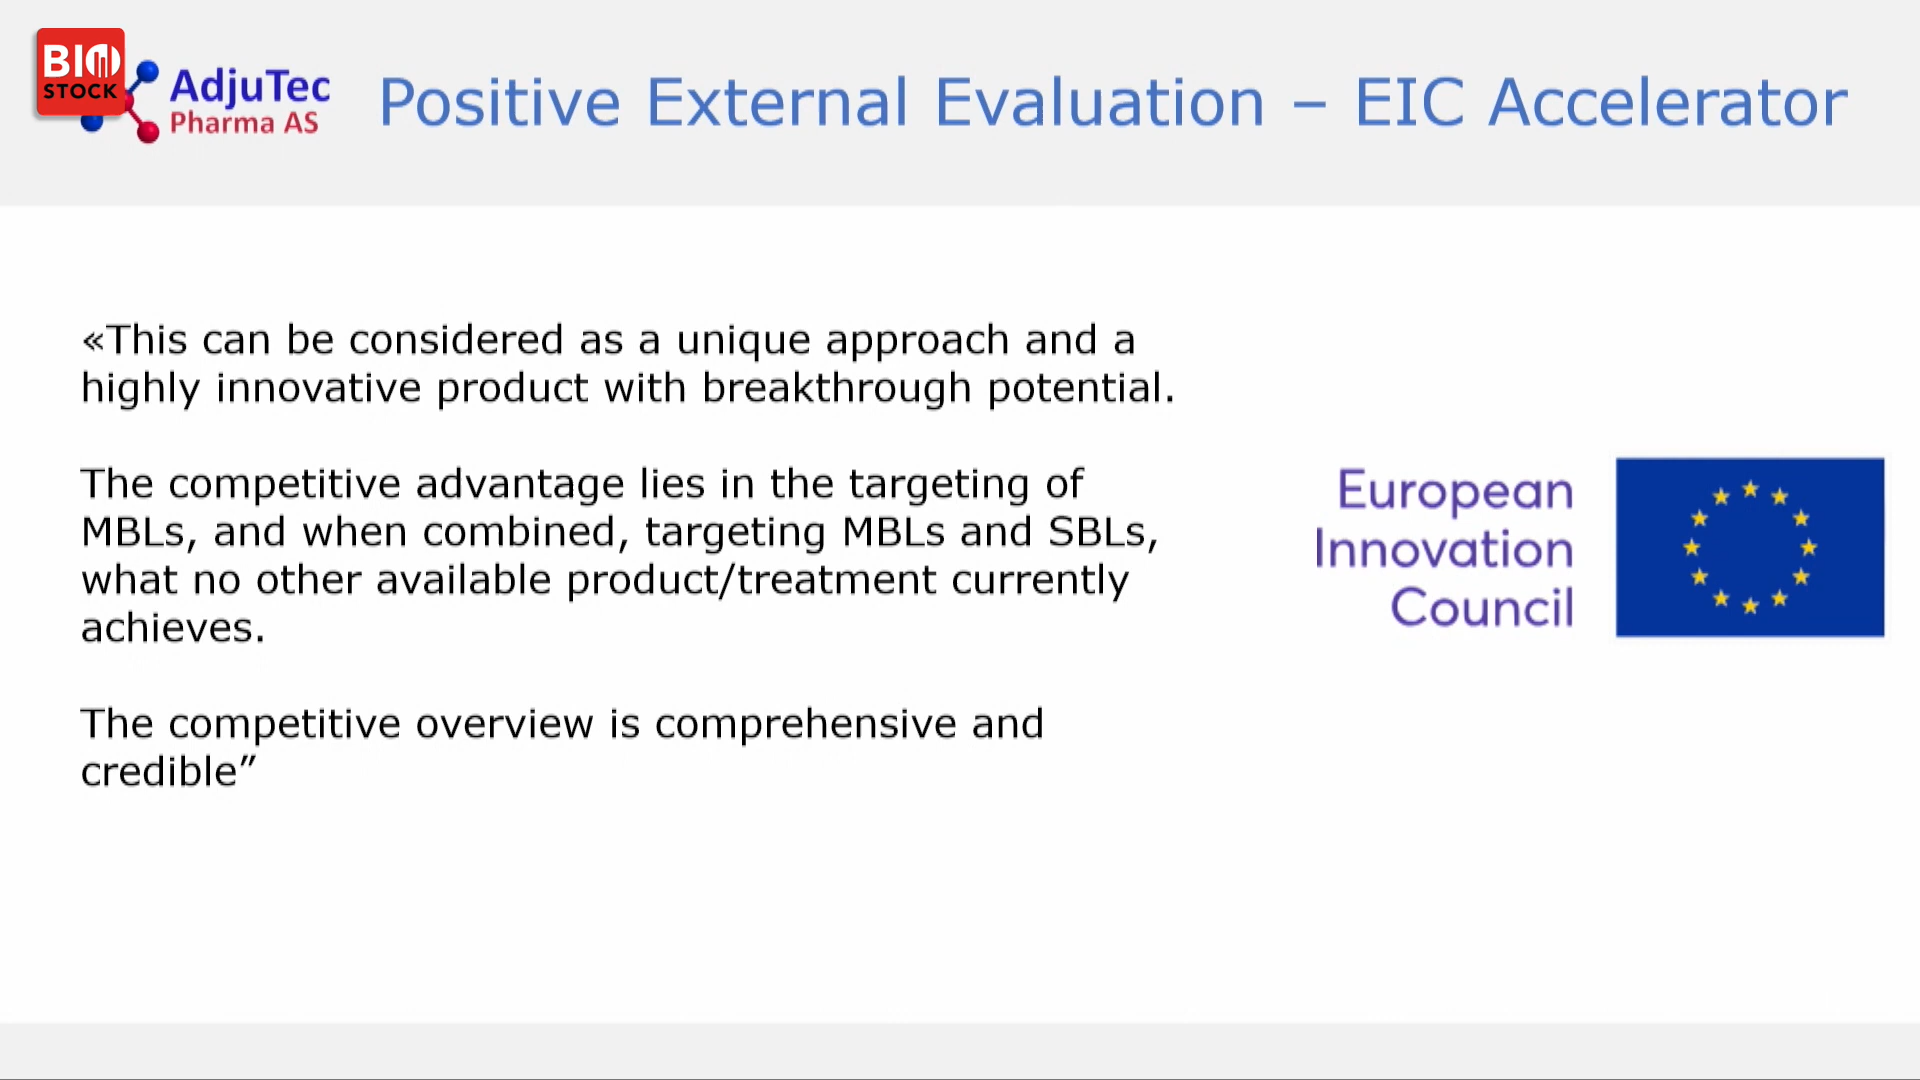 BIO
STOCK
AdjuTec
Pharma AS
Positive External Evaluation – EIC Accelerator
«This can be considered as a unique approach and a
highly innovative product with breakthrough potential.
The competitive advantage lies in the targeting of
MBLs, and when combined, targeting MBLs and SBLs,
what no other available product/treatment currently
achieves.
The competitive overview is comprehensive and
credible”
European
Innovation
Council